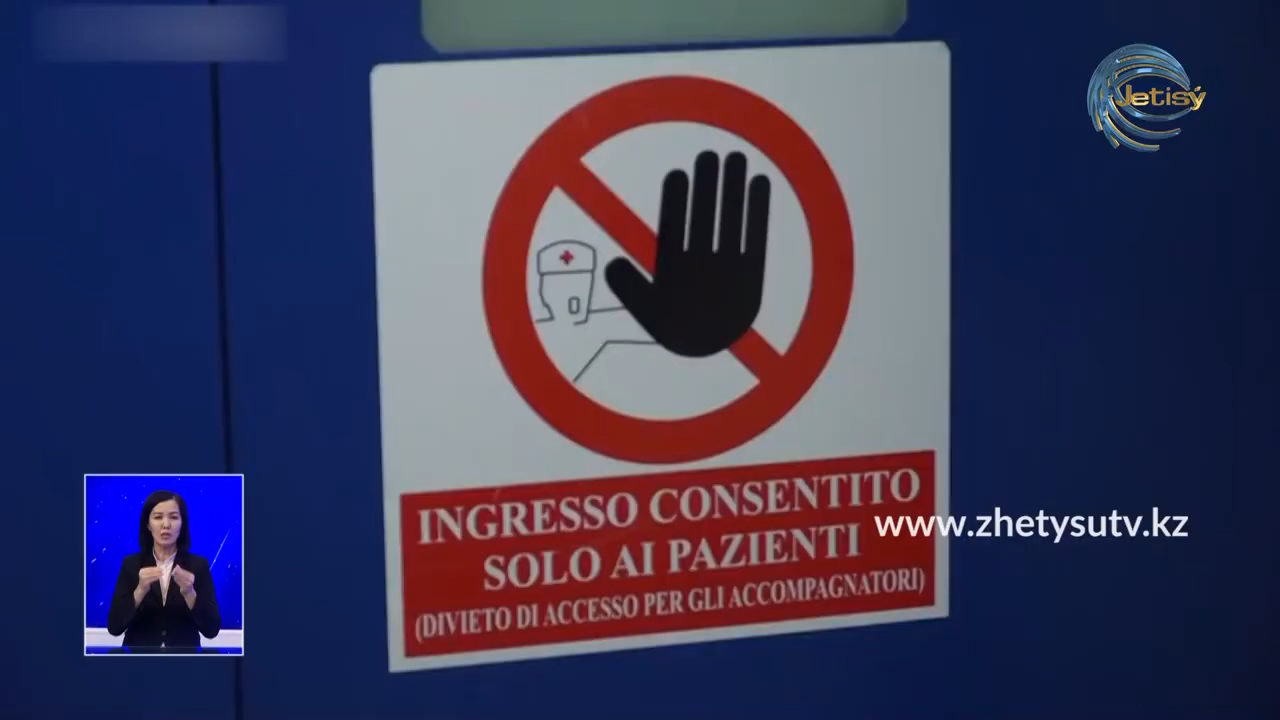 Jetisý
INGRESSO CONSENTITO
SOLO AI PAZIENTI
(DIVIETO DI ACCESSO PER GLI ACCOMPAGNATORI)
www.zhetysutv.kz